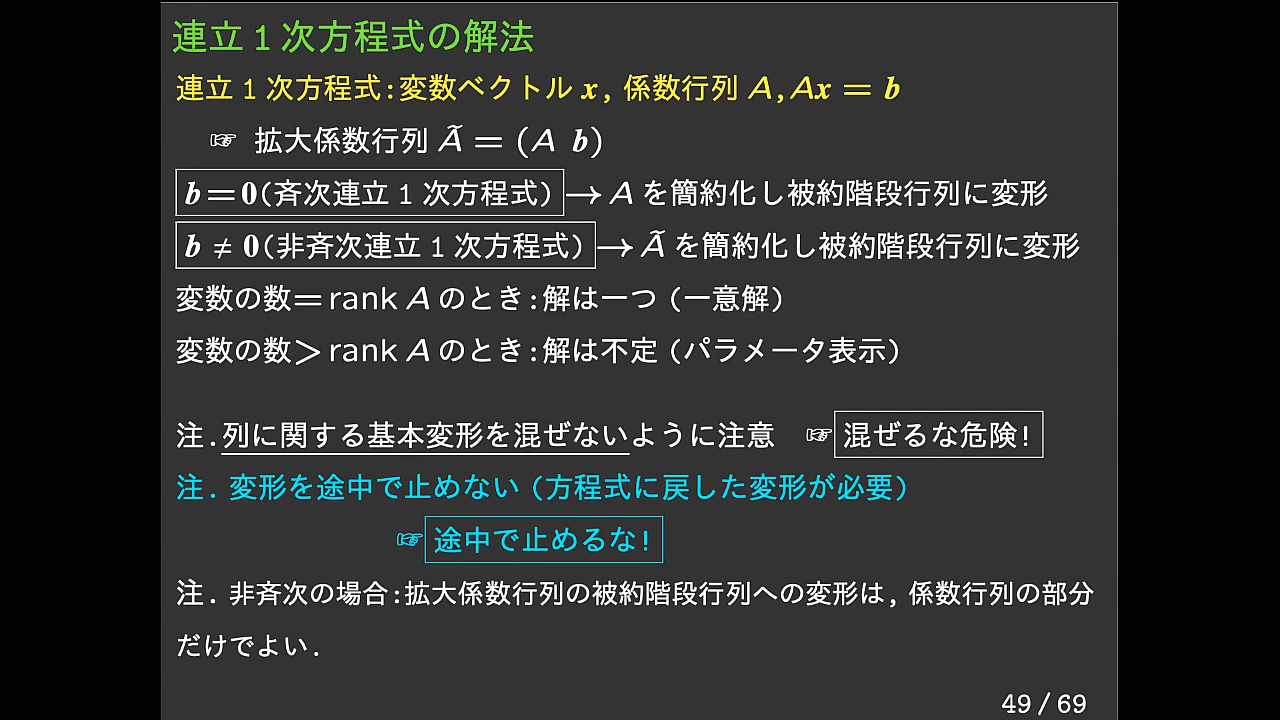 連立 1 次方程式の解法
連立 1 次方程式:変数ベクトル x, 係数行列 A, Ax = b
☞ 拡大係数行列 Ã = (A b)
b = 0(斉次連立 1 次方程式) → A を簡約化し被約階段行列に変形
b ≠ 0(非斉次連立 1 次方程式) → Ã を簡約化し被約階段行列に変形
変数の数＝rank A のとき:解は一つ (一意解)
変数の数＞rank A のとき:解は不定 (パラメータ表示)
注.列に関する基本変形を混ぜないように注意 ☞ 混ぜるな危険!
注. 変形を途中で止めない (方程式に戻した変形が必要)
☞ 途中で止めるな!
注. 非斉次の場合:拡大係数行列の被約階段行列への変形は, 係数行列の部分
だけでよい.
49 / 69